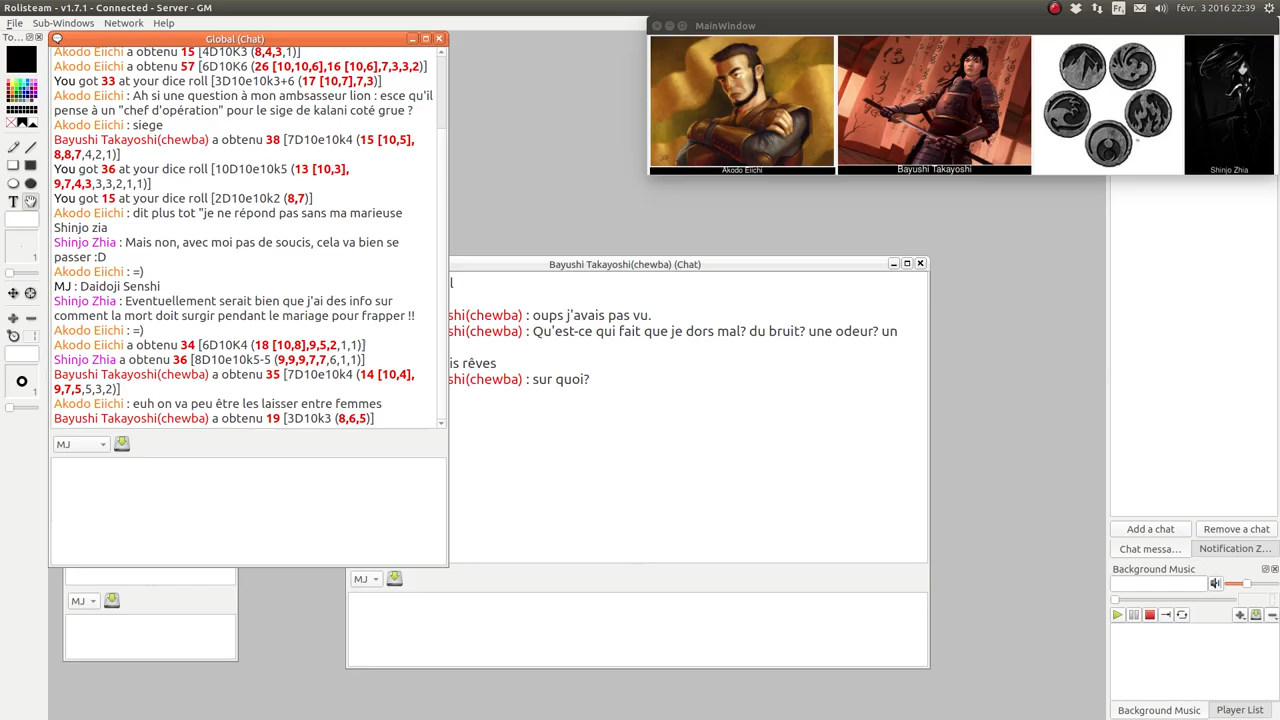 Rolisteam - v1.7.1 - Connected - Server - GM
Fr₁
févr. 3 2016 22:39
File Sub-Windows Network Help
To...
Global (Chat)
Akodo Eiichi a obtenu 15 [4D10K3 (8,4,3,1)]
Akodo Eiichi a obtenu 57 [6D10K6 (26 [10,10,6],16 [10,6],7,3,3,2)]
You got 33 at your dice roll [3D10k3+6 (17 [10,7],7,3)]
Akodo Eiichi : Ah si une question à mon ambsasseur lion : esce qu'il
pense à un "chef d'opération" pour le sige de kalani coté grue ?
Akodo Eiichi : siege
Bayushi Takayoshi(chewba) a obtenu 38 [7D10e10k4 (15 [10,5],
8,8,7,4,2,1)]
You got 36 at your dice roll [10D10e10k5 (13 [10,3],
9,7,4,3,3,3,2,1,1)]
You got 15 at your dice roll [2D10e10k2 (8,7)]
Akodo Eiichi : dit plus tot "je ne répond pas sans ma marieuse
Shinjo zia
Shinjo Zhia : Mais non, avec moi pas de soucis, cela va bien se
passer :D
Akodo Eiichi : =)
MJ : Daidoji Senshi
Shinjo Zhia : Eventuellement serait bien que j'ai des info sur
comment la mort doit surgir pendant le mariage pour frapper !!
Akodo Eiichi : =)
Akodo Eiichi a obtenu 34 [6D10K4 (18 [10,8],9,5,2,1,1)]
Shinjo Zhia a obtenu 36 [8D10e10k5-5 (9,9,9,7,7,6,1,1)]
Bayushi Takayoshi(chewba) a obtenu 35 [7D10e10k4 (14 [10,4],
9,7,5,5,3,2)]
Akodo Eiichi : euh on va peu être les laisser entre femmes
Bayushi Takayoshi(chewba) a obtenu 19 [3D10k3 (8,6,5)]
MJ
T
1
1
MainWindow
Akodo Eiichi
Bayushi Takayoshi
Shinjo Zhia
Bayushi Takayoshi(chewba) (Chat)
l
shi(chewba) : oups j'avais pas vu.
shi(chewba) : Qu'est-ce qui fait que je dors mal? du bruit? une odeur? un
is rêves
shi(chewba) : sur quoi?
MJ
MJ
Add a chat
Remove a chat
Chat messa...
Notification Z...
Background Music
Background Music
Player List